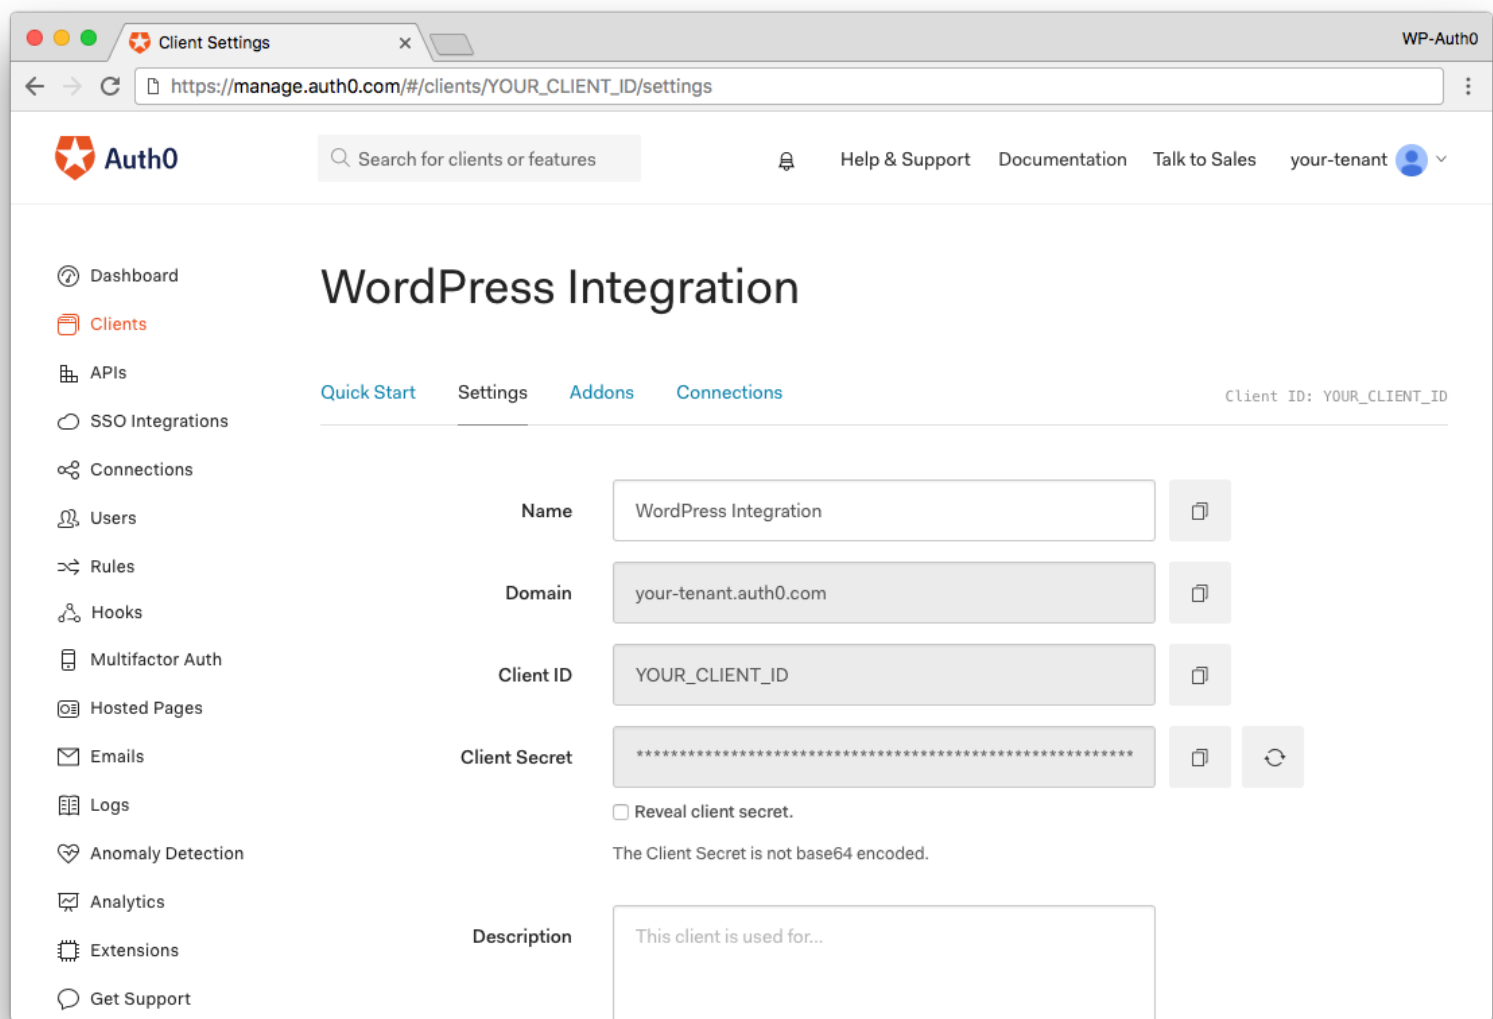 Client Settings
WP-Auth0
https://manage.auth0.com/#/clients/YOUR_CLIENT_ID/settings
Auth0
Search for clients or features
Help & Support
Documentation
Talk to Sales
your-tenant
Dashboard
Clients
APIs
SSO Integrations
Connections
Users
Rules
Hooks
Multifactor Auth
Hosted Pages
Emails
Logs
Anomaly Detection
Analytics
Extensions
Get Support
WordPress Integration
Quick Start
Settings
Addons
Connections
Client ID: YOUR_CLIENT_ID
Name
WordPress Integration
Domain
your-tenant.auth0.com
Client ID
YOUR_CLIENT_ID
Client Secret
**********************************************************
Reveal client secret.
The Client Secret is not base64 encoded.
Description
This client is used for...